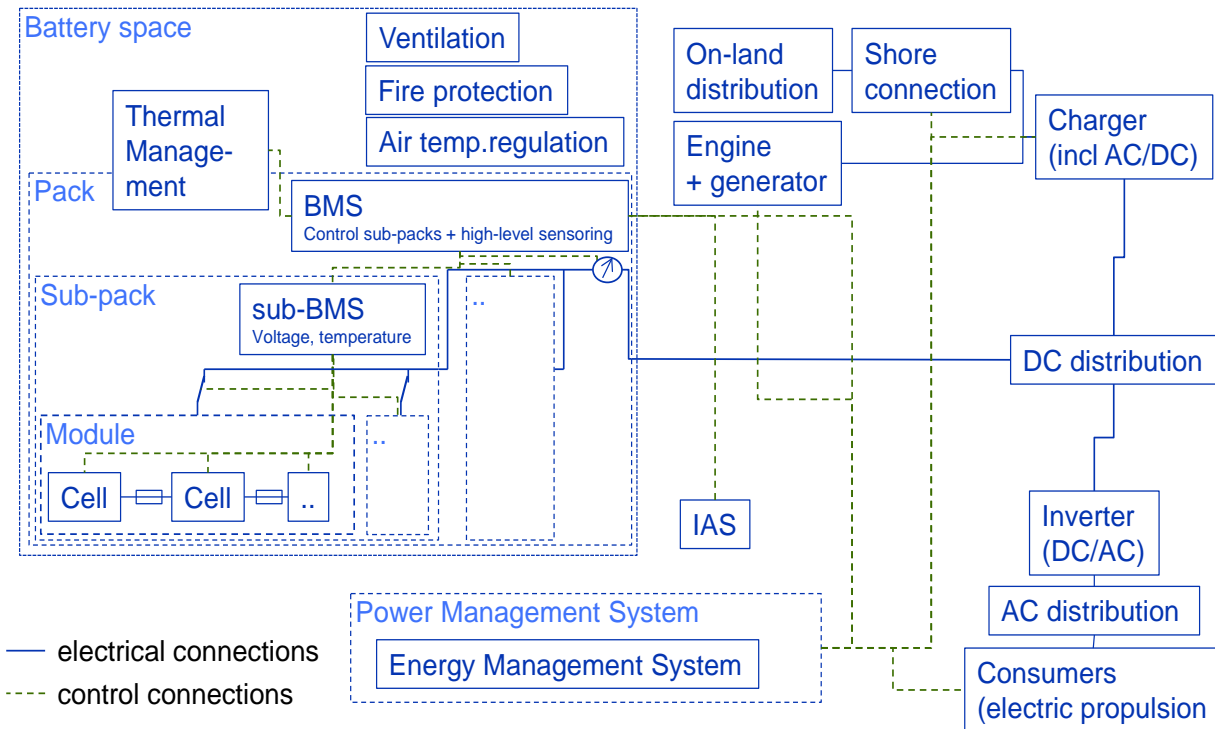 Battery space
Ventilation
Fire protection
Air temp.regulation
Thermal
Manage-
ment
Pack
BMS
Control sub-packs + high-level sensoring
Sub-pack
sub-BMS
Voltage, temperature
..
Module
..
Cell
Cell
..
On-land
distribution
Shore
connection
Engine
+ generator
Charger
(incl AC/DC)
DC distribution
IAS
Inverter
(DC/AC)
AC distribution
Consumers
(electric propulsion
Power Management System
Energy Management System
electrical connections
control connections